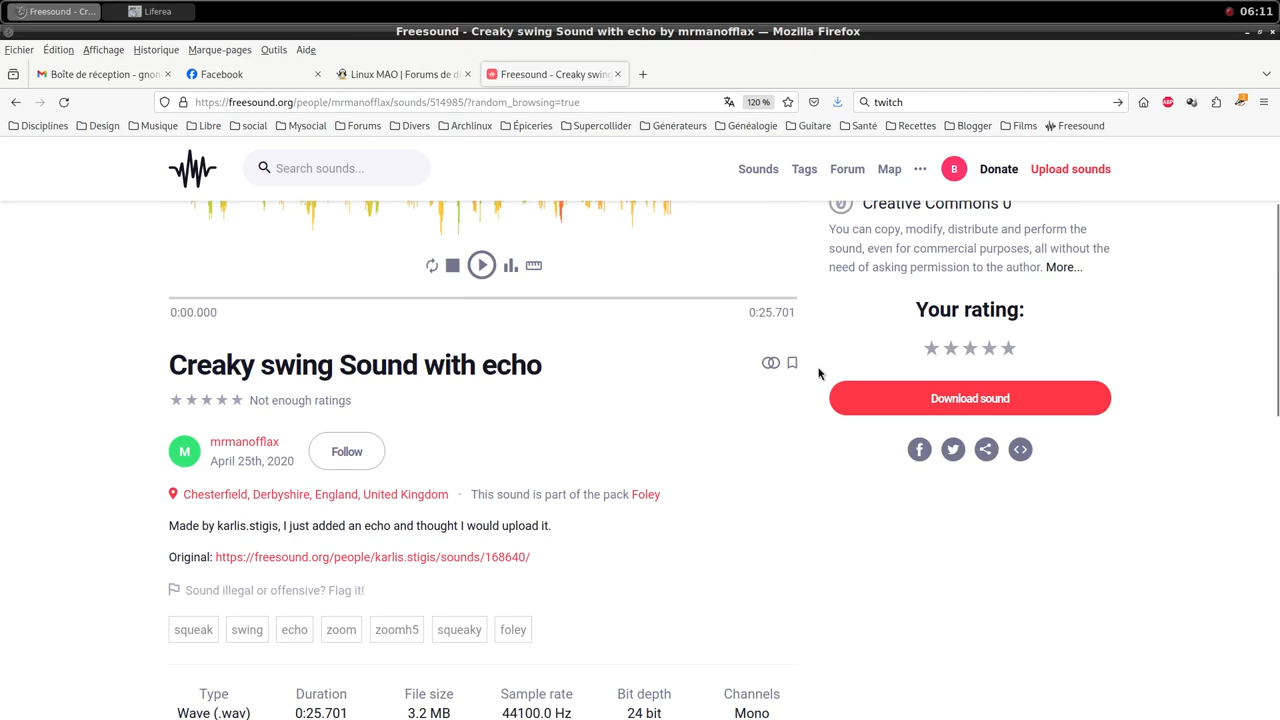 Freesound - Cr...
Liferea
06:11
Freesound - Creaky swing Sound with echo by mrmanofflax — Mozilla Firefox
Fichier Édition Affichage Historique Marque-pages Outils Aide
Boîte de réception - gnon
Facebook
Linux MAO | Forums de di
Freesound - Creaky swing
https://freesound.org/people/mrmanofflax/sounds/514985/?random_browsing=true
120 %
twitch
ABP
Disciplines Design Musique Libre social Mysocial Forums Divers Archlinux Épiceries Supercollider Générateurs Généalogie Guitare Santé Recettes Blogger Films Freesound
Search sounds...
Sounds Tags Forum Map B Donate Upload sounds
Creative Commons 0
You can copy, modify, distribute and perform the
sound, even for commercial purposes, all without the
need of asking permission to the author. More...
0:00.000
0:25.701
Your rating:
Creaky swing Sound with echo
Not enough ratings
Download sound
M
mrmanofflax
April 25th, 2020
Follow
Chesterfield, Derbyshire, England, United Kingdom · This sound is part of the pack Foley
Made by karlis.stigis, I just added an echo and thought I would upload it.
Original: https://freesound.org/people/karlis.stigis/sounds/168640/
Sound illegal or offensive? Flag it!
squeak swing echo zoom zoomh5 squeaky foley
Type Duration File size Sample rate Bit depth Channels
Wave (.wav) 0:25.701 3.2 MB 44100.0 Hz 24 bit Mono